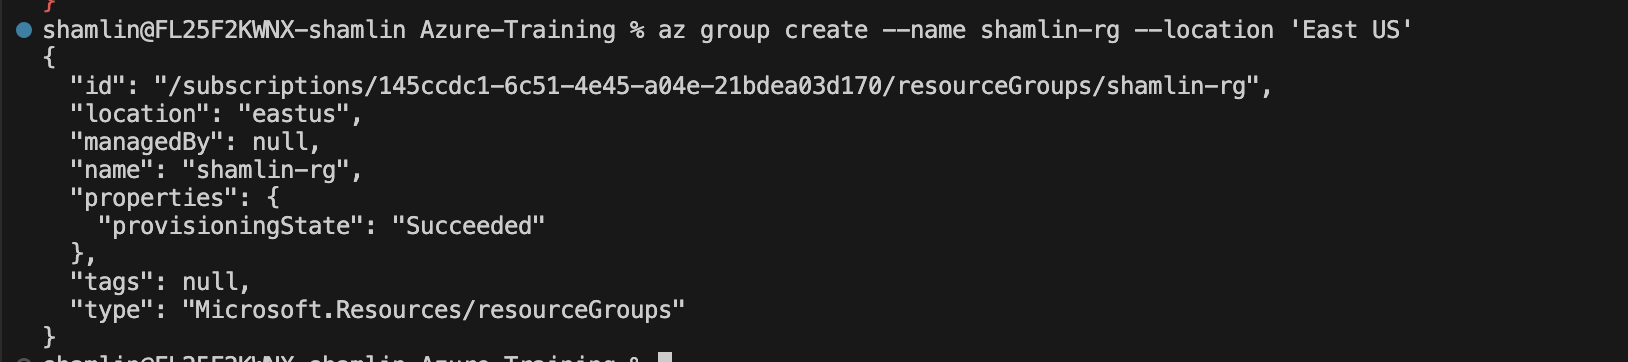 }
shamlin@FL25F2KWNX-shamlin Azure-Training % az group create --name shamlin-rg --location 'East US'
{
  "id": "/subscriptions/145ccdc1-6c51-4e45-a04e-21bdea03d170/resourceGroups/shamlin-rg",
  "location": "eastus",
  "managedBy": null,
  "name": "shamlin-rg",
  "properties": {
    "provisioningState": "Succeeded"
  },
  "tags": null,
  "type": "Microsoft.Resources/resourceGroups"
}
shamlin@FL25F2KWNX-shamlin Azure-Training %